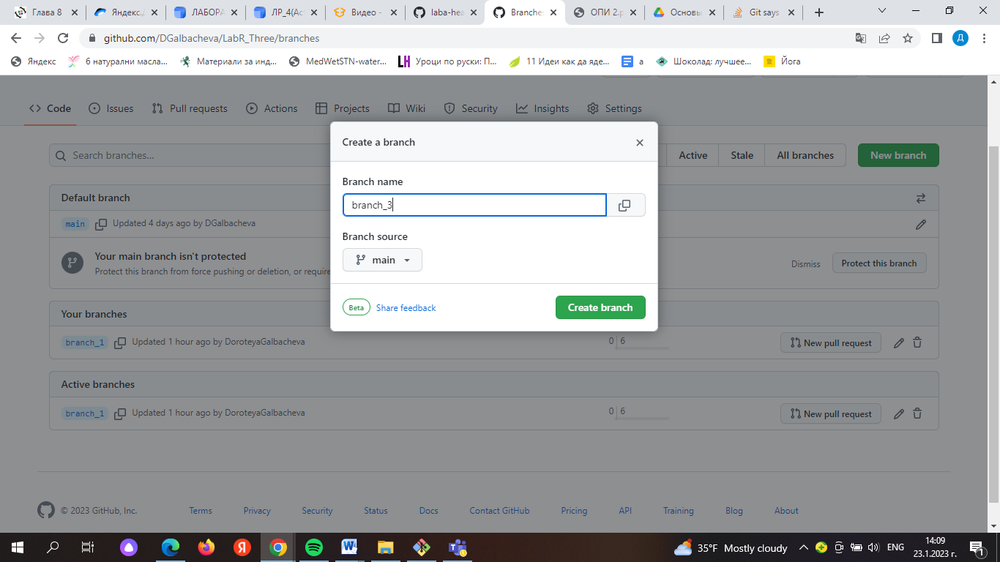 Глава 8
Яндекс.Д
ЛАБОРА
ЛР_4(Ас
Видео -
laba-hea
Branche
ОПИ 2.р
Основы
Git says
github.com/DGalbacheva/LabR_Three/branches
Д
Яндекс
6 натурални масла...
Материали за инд...
MedWetSTN-water...
LH
Уроци по руски: П...
11 Идеи как да яде...
а
Шоколад: лучшее...
Йога
Code
Issues
Pull requests
Actions
Projects
Wiki
Security
Insights
Settings
Create a branch
Search branches...
Active
Stale
All branches
New branch
Branch name
branch_3
Default branch
main
Updated 4 days ago by DGalbacheva
Branch source
main
Your main branch isn't protected
Protect this branch from force pushing or deletion, or require
Dismiss
Protect this branch
Beta
Share feedback
Create branch
Your branches
branch_1
Updated 1 hour ago by DoroteyaGalbacheva
0 6
New pull request
Active branches
branch_1
Updated 1 hour ago by DoroteyaGalbacheva
0 6
New pull request
© 2023 GitHub, Inc.
Terms
Privacy
Security
Status
Docs
Contact GitHub
Pricing
API
Training
Blog
About
Я
W
35°F Mostly cloudy
ENG
14:09
23.1.2023 г.
1